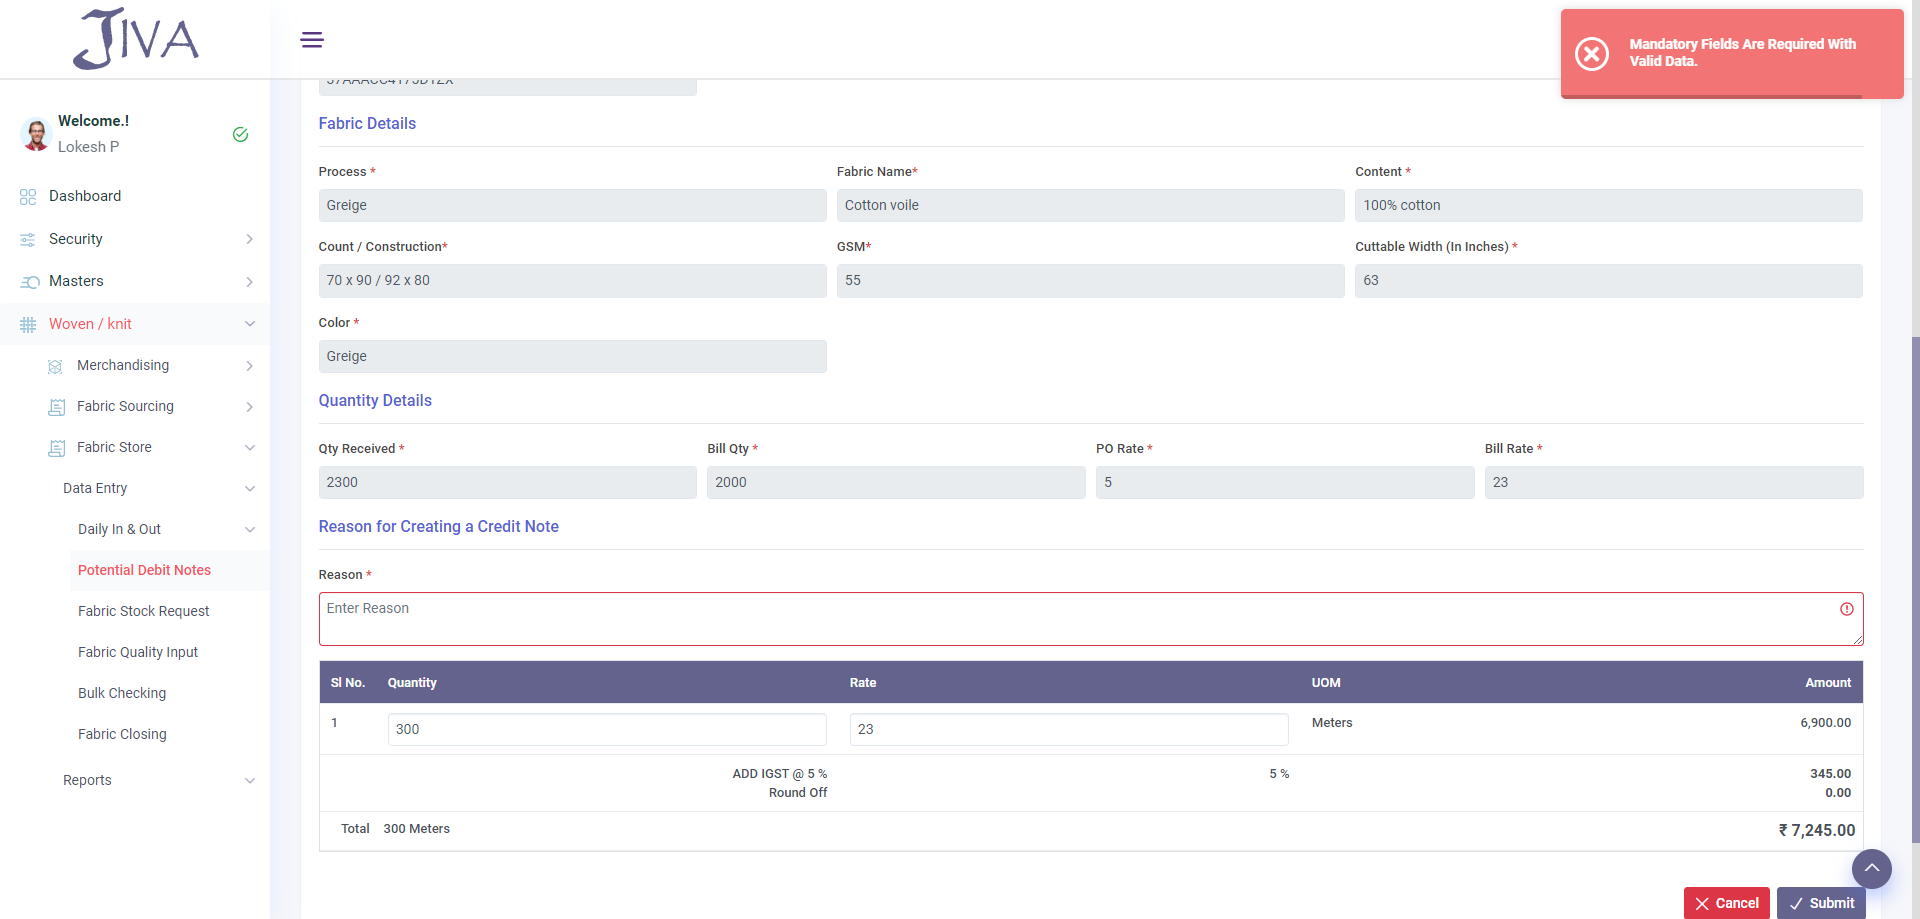 JIVA
Mandatory Fields Are Required With
Valid Data.
Welcome.!
Lokesh P
Dashboard
Security
Masters
Woven / knit
Merchandising
Fabric Sourcing
Fabric Store
Data Entry
Daily In & Out
Potential Debit Notes
Fabric Stock Request
Fabric Quality Input
Bulk Checking
Fabric Closing
Reports
Fabric Details
Process * Fabric Name* Content *
Greige Cotton voile 100% cotton
Count / Construction* GSM* Cuttable Width (In Inches) *
70 x 90 / 92 x 80 55 63
Color *
Greige
Quantity Details
Qty Received * Bill Qty * PO Rate * Bill Rate *
2300 2000 5 23
Reason for Creating a Credit Note
Reason *
Enter Reason
Sl No. Quantity Rate UOM Amount
1 300 23 Meters 6,900.00
ADD IGST @ 5 % 5 % 345.00
Round Off 0.00
Total 300 Meters ₹ 7,245.00
Cancel Submit